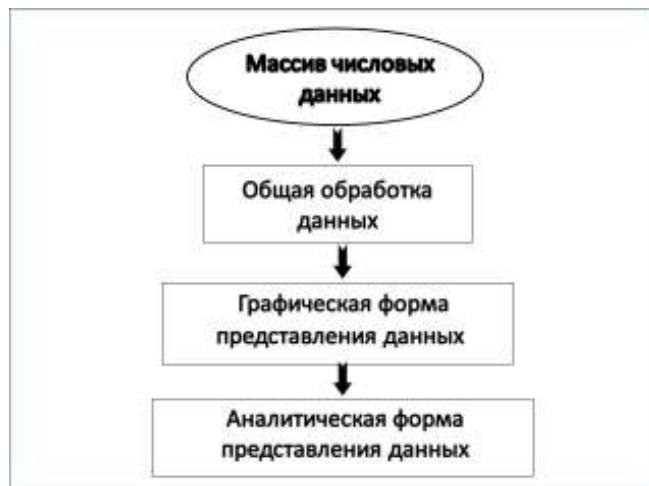 Массив числовых
данных
Общая обработка
данных
Графическая форма
представления данных
Аналитическая форма
представления данных